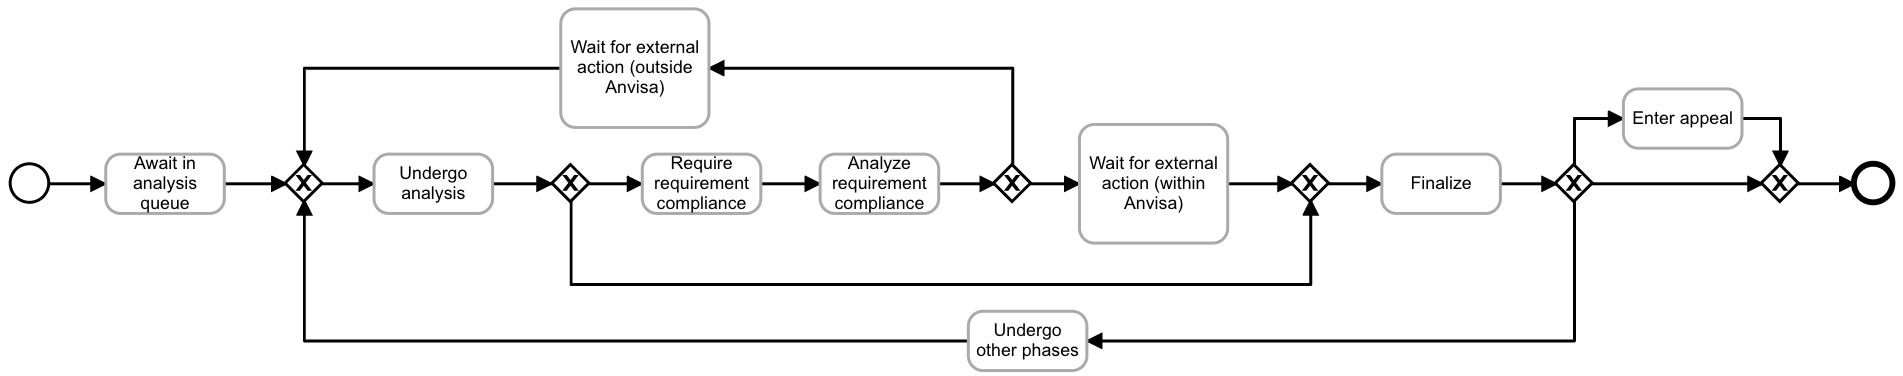 Wait for external
action (outside
Anvisa)
Await in
analysis
queue
Undergo
analysis
Require
requirement
compliance
Analyze
requirement
compliance
Wait for external
action (within
Anvisa)
Finalize
Enter appeal
Undergo
other phases